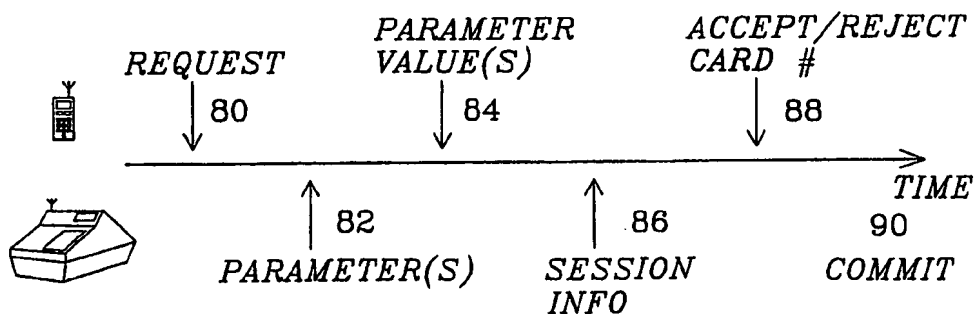 PARAMETER
VALUE(S)
ACCEPT/REJECT
CARD #
REQUEST
80
84
88
TIME
82
86
90
PARAMETER(S)
SESSION
INFO
COMMIT